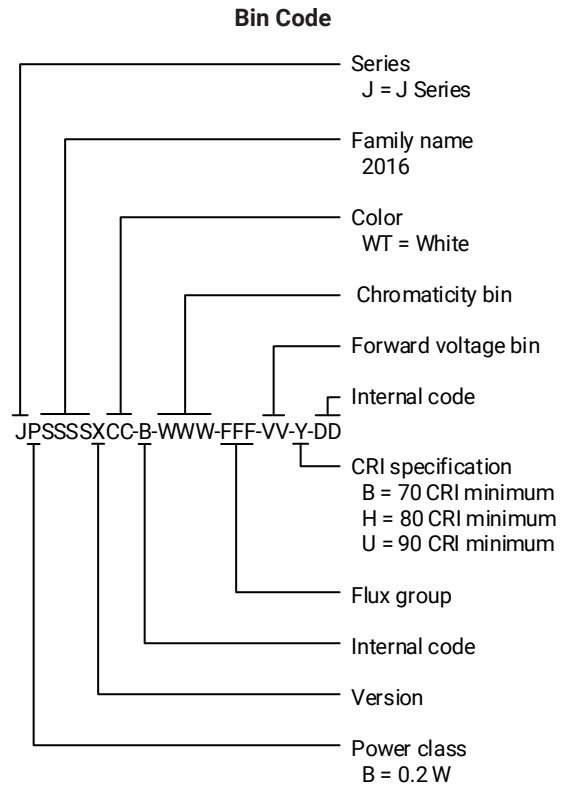 Bin Code
Series
J = J Series
Family name
2016
Color
WT = White
Chromaticity bin
Forward voltage bin
Internal code
JPSSSSXCC-B-WWW-FFF-VV-Y-DD
CRI specification
B = 70 CRI minimum
H = 80 CRI minimum
U = 90 CRI minimum
Flux group
Internal code
Version
Power class
B = 0.2 W